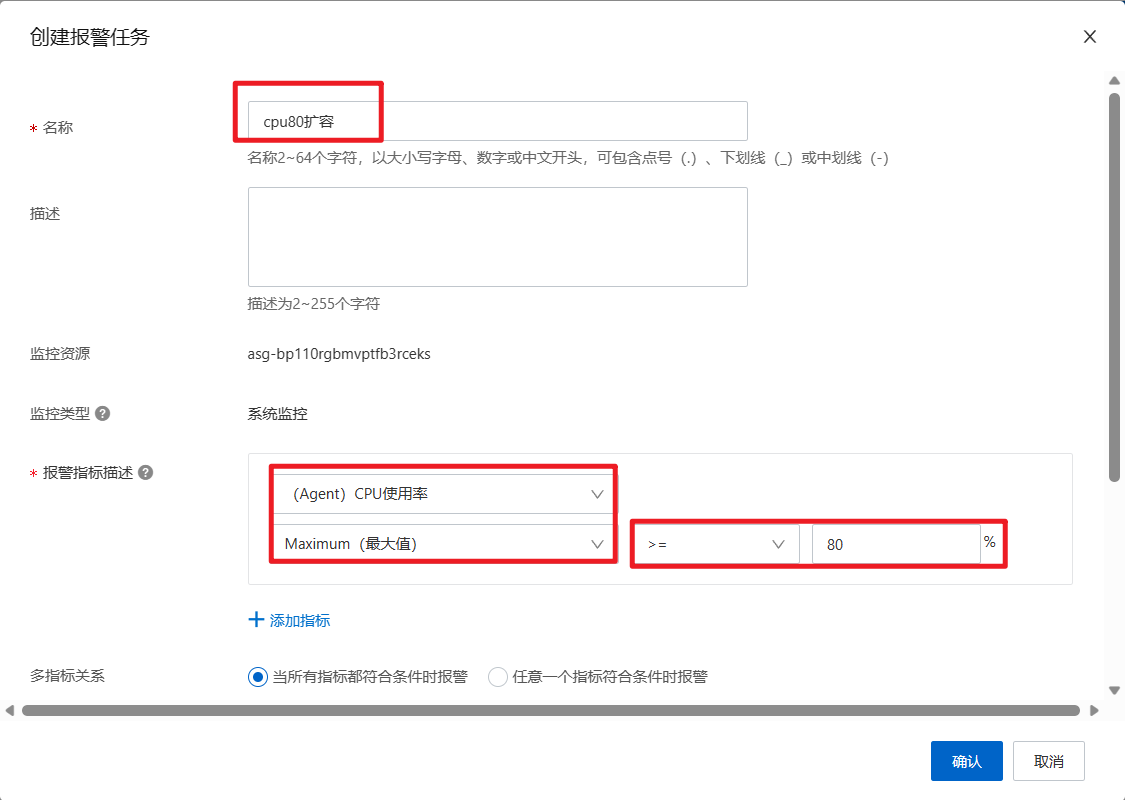 创建报警任务
* 名称
cpu80扩容
名称2~64个字符，以大小写字母、数字或中文开头，可包含点号（.）、下划线（_）或中划线（-）
描述
描述为2~255个字符
监控资源
asg-bp110rgbmvptfb3rceks
监控类型 ?
系统监控
* 报警指标描述 ?
（Agent）CPU使用率
Maximum（最大值） >= 80 %
+ 添加指标
多指标关系
当所有指标都符合条件时报警 任意一个指标符合条件时报警
确认 取消